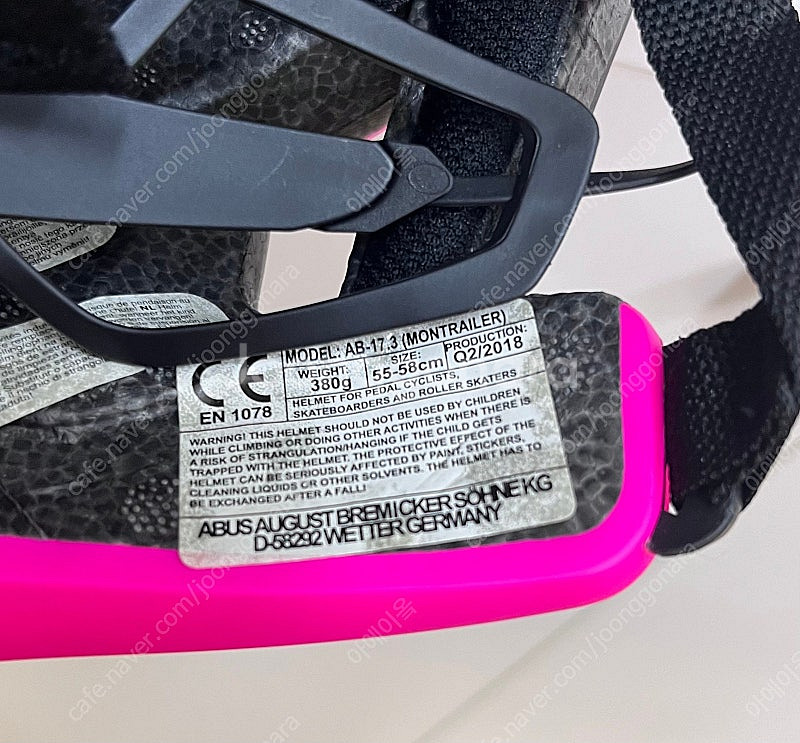 CE
EN 1078
MODEL: AB-17.3 (MONTRAILER)
WEIGHT:
380g
SIZE:
55-58cm
PRODUCTION:
Q2/2018
HELMET FOR PEDAL CYCLISTS,
SKATEBOARDERS AND ROLLER SKATERS
WARNING! THIS HELMET SHOULD NOT BE USED BY CHILDREN
WHILE CLIMBING OR DOING OTHER ACTIVITIES WHEN THERE IS
A RISK OF STRANGULATION/HANGING IF THE CHILD GETS
TRAPPED WITH THE HELMET. THE PROTECTIVE EFFECT OF THE
HELMET CAN BE SERIOUSLY AFFECTED BY PAINT, STICKERS,
CLEANING LIQUIDS OR OTHER SOLVENTS. THE HELMET HAS TO
BE EXCHANGED AFTER A FALL!
ABUS AUGUST BREMICKER SÖHNE KG
D-58292 WETTER GERMANY
cafe.naver.com/joonggonara